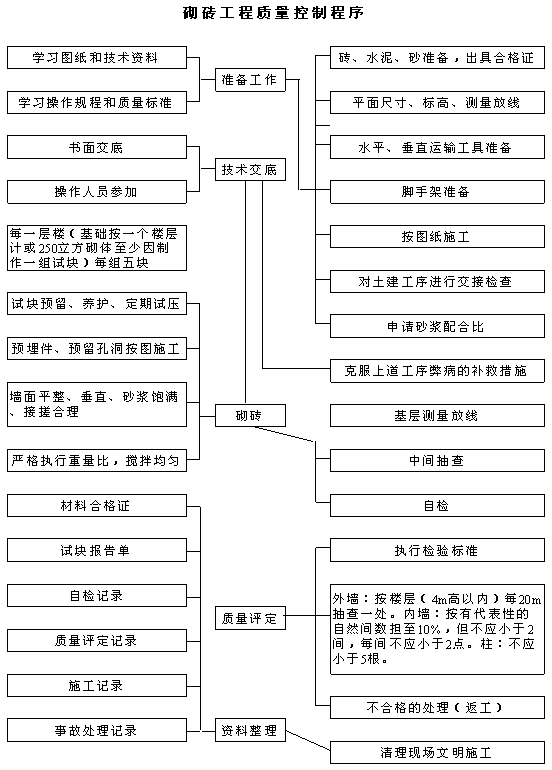 砌砖工程质量控制程序
学习图纸和技术资料
学习操作规程和质量标准
书面交底
操作人员参加
每一层楼（基础按一个楼层
计或250立方砌体至少因制
作一组试块）每组五块
试块预留、养护、定期试压
预埋件、预留孔洞按图施工
墙面平整、垂直、砂浆饱满
、接搓合理
严格执行重量比，搅拌均匀
材料合格证
试块报告单
自检记录
质量评定记录
施工记录
事故处理记录
准备工作
技术交底
砌砖
质量评定
资料整理
砖、水泥、砂准备，出具合格证
平面尺寸、标高、测量放线
水平、垂直运输工具准备
脚手架准备
按图纸施工
对土建工序进行交接检查
申请砂浆配合比
克服上道工序弊病的补救措施
基层测量放线
中间抽查
自检
执行检验标准
外墙：按楼层（4m高以内）每20m
抽查一处。内墙：按有代表性的
自然间数担至10%，但不应小于2
间，每间不应小于2点。柱：不应
小于5根。
不合格的处理（返工）
清理现场文明施工